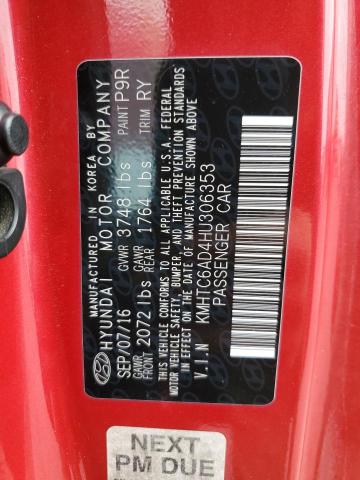 MANUFACTURED IN KOREA BY
HYUNDAI MOTOR COMPANY
SEP/07/16 GVWR 3748 lbs PAINT P9R
GAWR FRONT 2072 lbs GAWR REAR 1764 lbs TRIM RY
THIS VEHICLE CONFORMS TO ALL APPLICABLE U.S.A. FEDERAL
MOTOR VEHICLE SAFETY, BUMPER, AND THEFT PREVENTION STANDARDS
IN EFFECT ON THE DATE OF MANUFACTURE SHOWN ABOVE
V.I.N KMHTC6AD4HU306353
PASSENGER CAR
NEXT
PM DUE